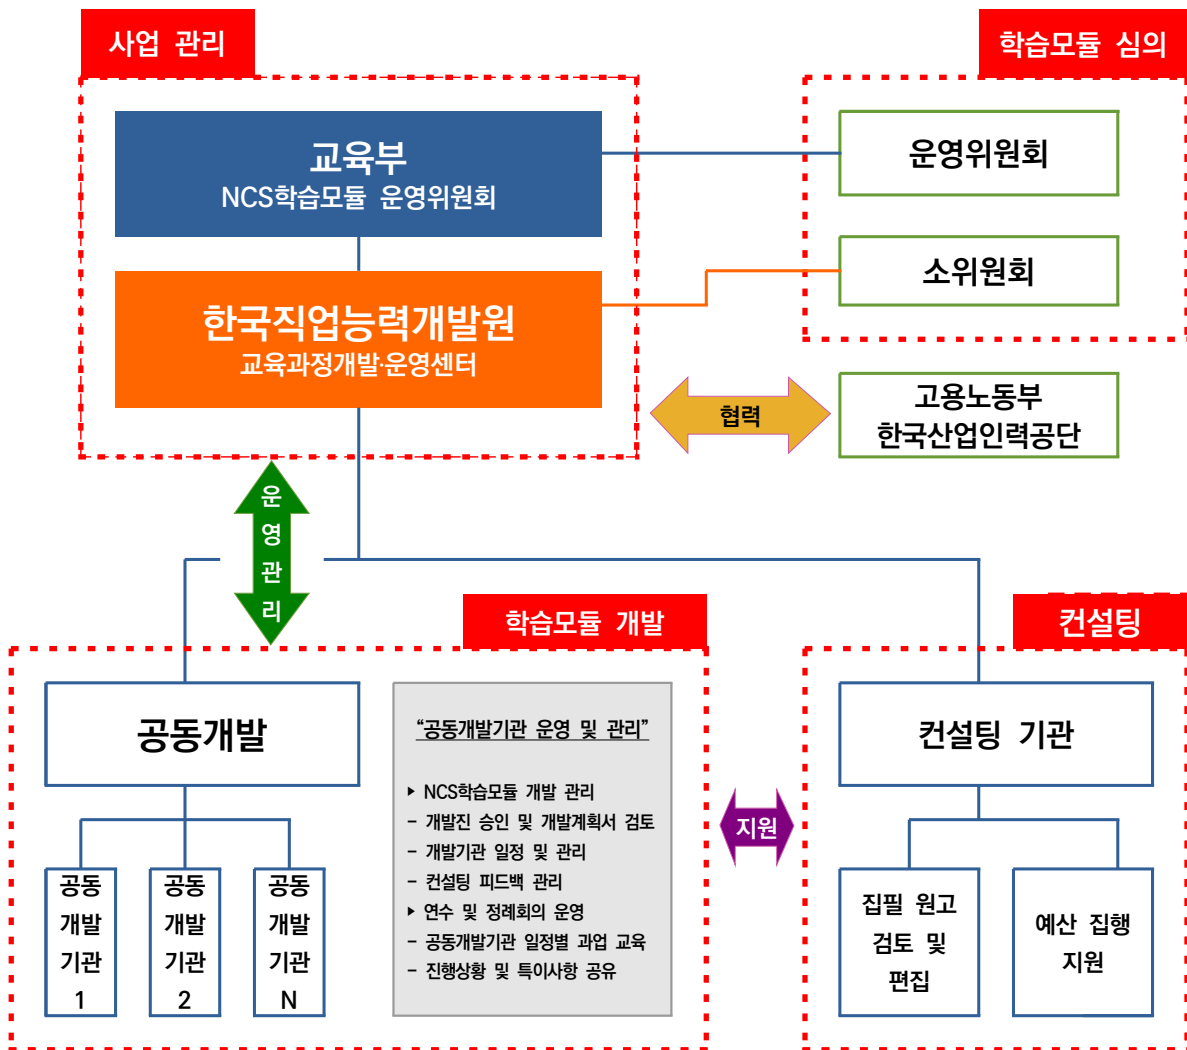 사업 관리
학습모듈 심의
교육부
NCS학습모듈 운영위원회
운영위원회
한국직업능력개발원
교육과정개발·운영센터
소위원회
협력
고용노동부
한국산업인력공단
운
영
관
리
학습모듈 개발
컨설팅
공동개발
“공동개발기관 운영 및 관리”
▶ NCS학습모듈 개발 관리
- 개발진 승인 및 개발계획서 검토
- 개발기관 일정 및 관리
- 컨설팅 피드백 관리
▶ 연수 및 정례회의 운영
- 공동개발기관 일정별 과업 교육
- 진행상황 및 특이사항 공유
지원
컨설팅 기관
공동
개발
기관
1
공동
개발
기관
2
공동
개발
기관
N
집필 원고
검토 및
편집
예산 집행
지원